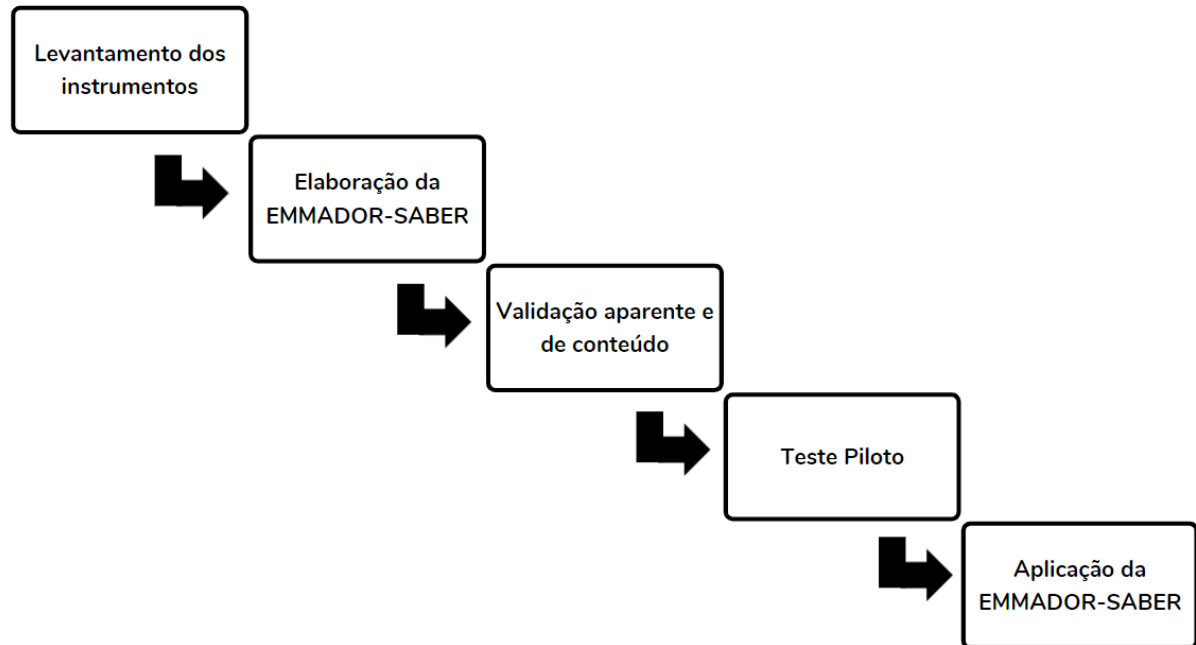 Levantamento dos
instrumentos
Elaboração da
EMMADOR-SABER
Validação aparente e
de conteúdo
Teste Piloto
Aplicação da
EMMADOR-SABER